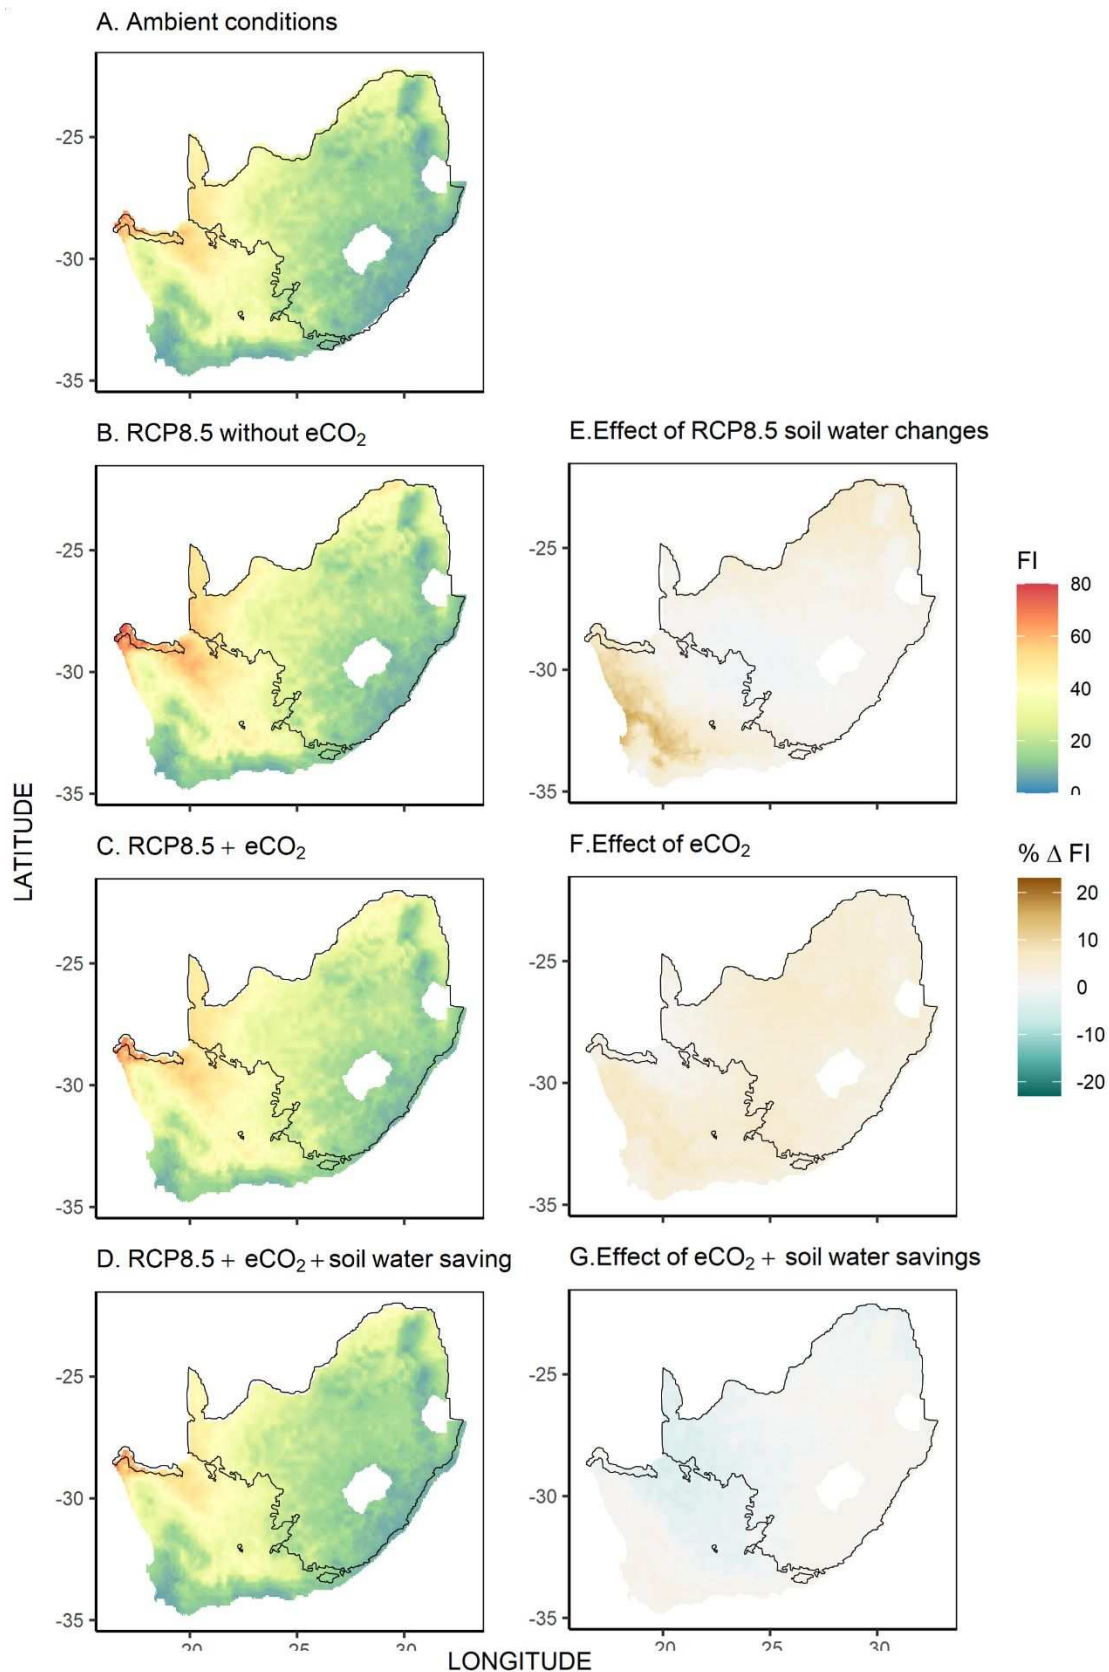 A. Ambient conditions
-25
-30
-35
B. RCP8.5 without eCO₂
E.Effect of RCP8.5 soil water changes
-25
-30
-35
-25
-30
-35
FI
80
60
40
20
0
LATITUDE
C. RCP8.5 + eCO₂
F.Effect of eCO₂
-25
-30
-35
-25
-30
-35
% Δ FI
20
10
0
-10
-20
D. RCP8.5 + eCO₂ + soil water saving
G.Effect of eCO₂ + soil water savings
-25
-30
-35
20 25 30
-25
-30
-35
20 25 30
LONGITUDE